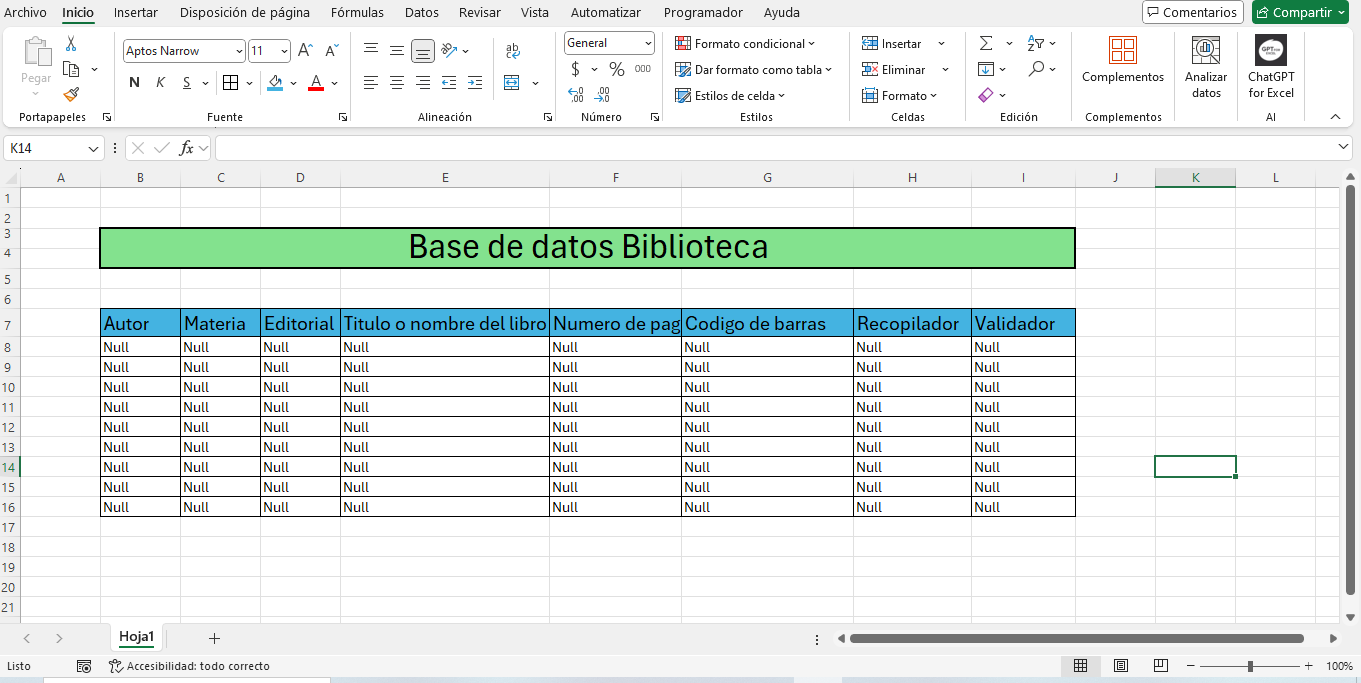 Archivo Inicio Insertar Disposición de página Fórmulas Datos Revisar Vista Automatizar Programador Ayuda Comentarios Compartir
Aptos Narrow 11 A A ab General Formato condicional Insertar
Pegar $ % 000 Dar formato como tabla Eliminar Complementos Analizar datos ChatGPT for Excel
N K S A Estilos de celda Formato
Portapapeles Fuente Alineación Número Estilos Celdas Edición Complementos AI
K14 fx
A B C D E F G H I J K L
1
2
3 Base de datos Biblioteca
4
5
6
7 Autor Materia Editorial Titulo o nombre del libro Numero de pag Codigo de barras Recopilador Validador
8 Null Null Null Null Null Null Null Null
9 Null Null Null Null Null Null Null Null
10 Null Null Null Null Null Null Null Null
11 Null Null Null Null Null Null Null Null
12 Null Null Null Null Null Null Null Null
13 Null Null Null Null Null Null Null Null
14 Null Null Null Null Null Null Null Null
15 Null Null Null Null Null Null Null Null
16 Null Null Null Null Null Null Null Null
17
18
19
20
21
Hoja1
Listo Accesibilidad: todo correcto 100%